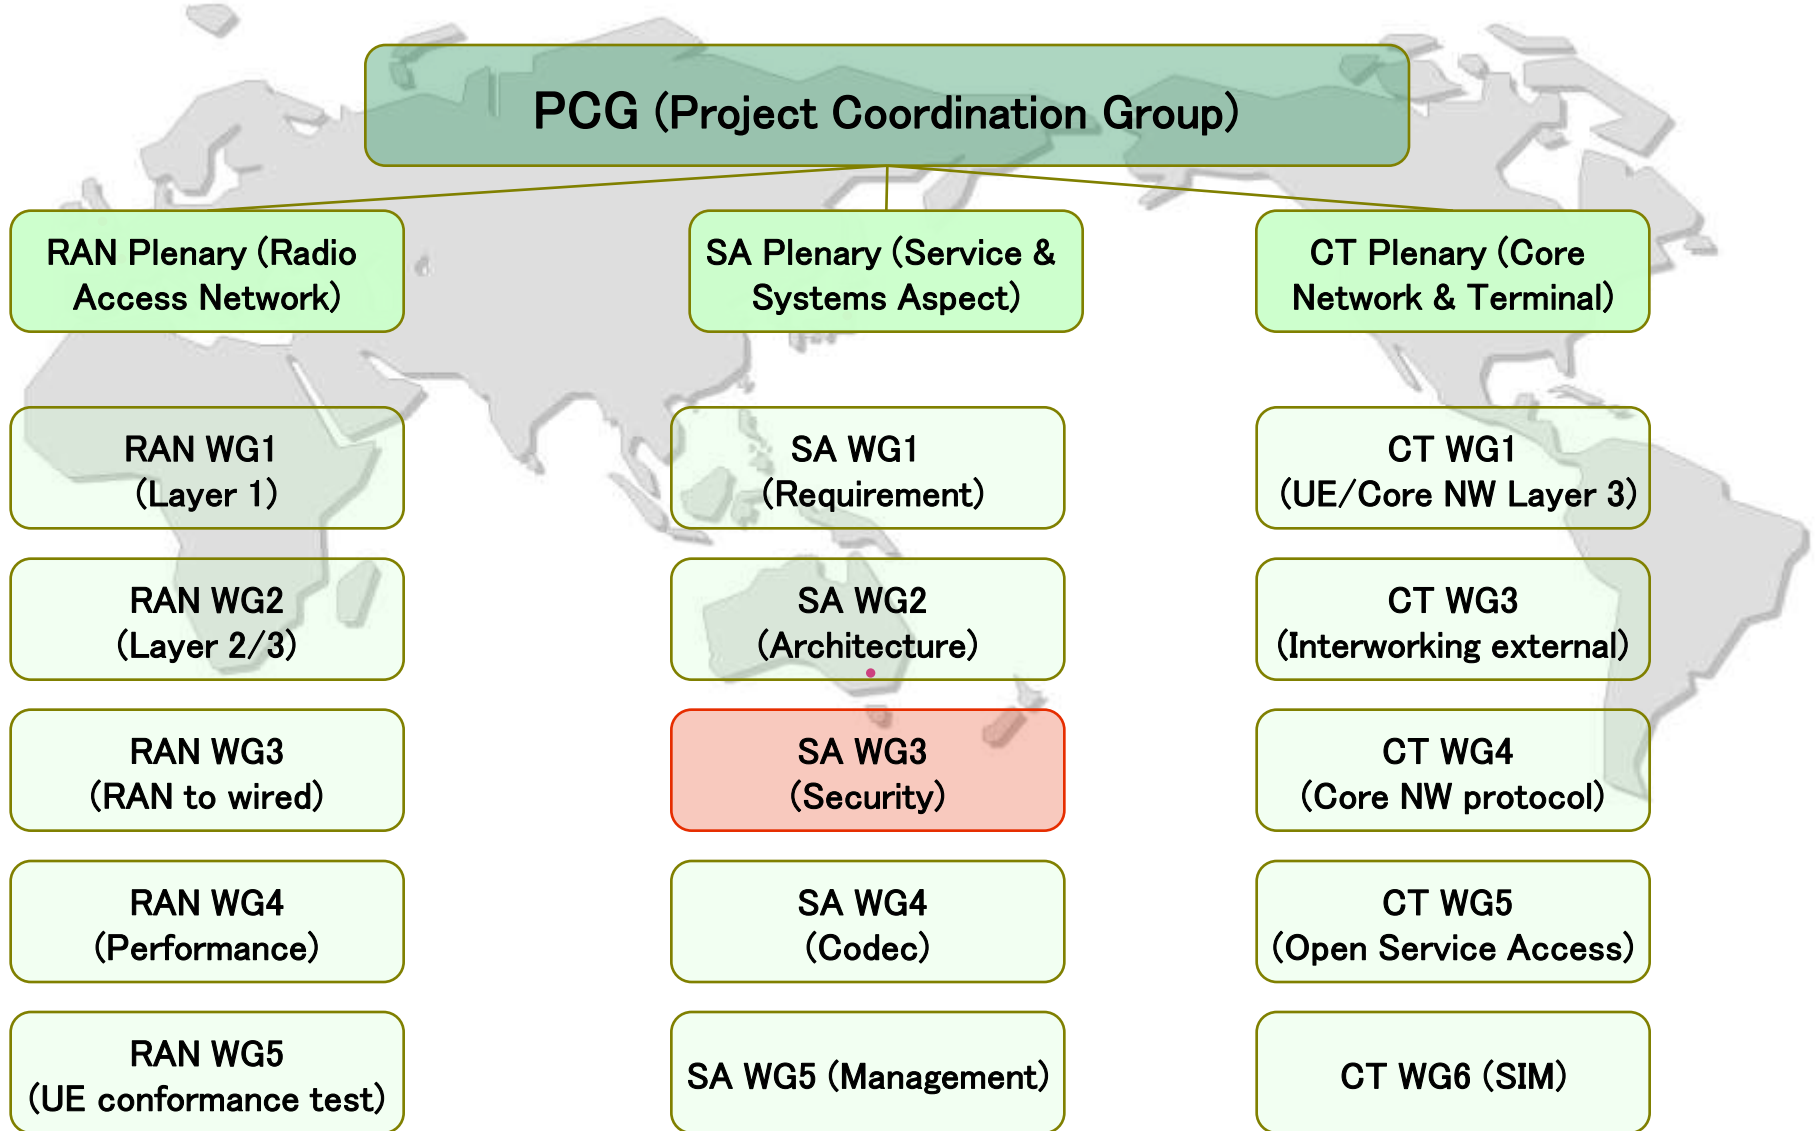 PCG (Project Coordination Group)
RAN Plenary (Radio
Access Network)
SA Plenary (Service &
Systems Aspect)
CT Plenary (Core
Network & Terminal)
RAN WG1
(Layer 1)
SA WG1
(Requirement)
CT WG1
(UE/Core NW Layer 3)
RAN WG2
(Layer 2/3)
SA WG2
(Architecture)
CT WG3
(Interworking external)
RAN WG3
(RAN to wired)
SA WG3
(Security)
CT WG4
(Core NW protocol)
RAN WG4
(Performance)
SA WG4
(Codec)
CT WG5
(Open Service Access)
RAN WG5
(UE conformance test)
SA WG5 (Management)
CT WG6 (SIM)